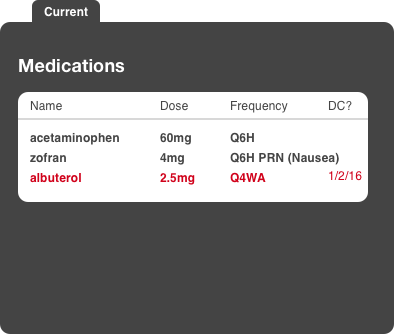 Current
Medications
Name Dose Frequency DC?
acetaminophen 60mg Q6H
zofran 4mg Q6H PRN (Nausea)
albuterol 2.5mg Q4WA 1/2/16